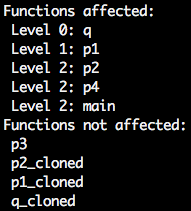 Functions affected:
Level 0: q
Level 1: p1
Level 2: p2
Level 2: p4
Level 2: main
Functions not affected:
p3
p2_cloned
p1_cloned
q_cloned